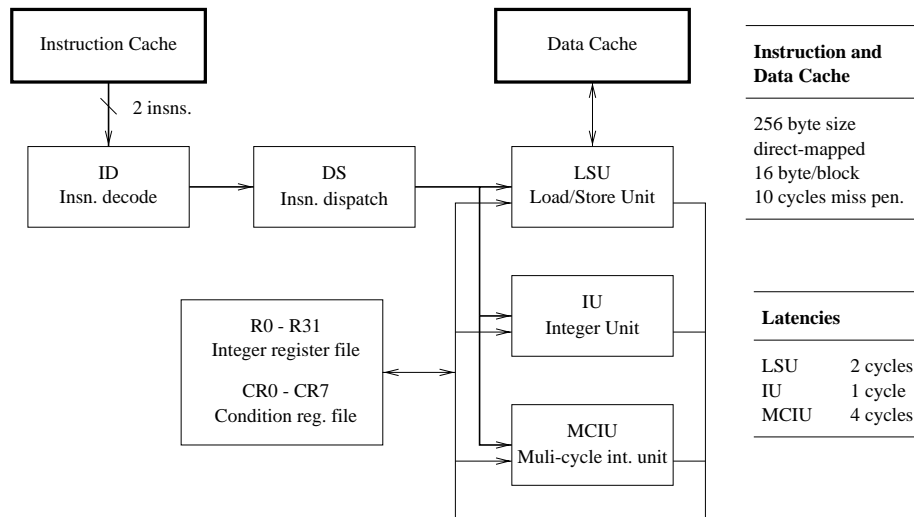 Instruction Cache
Data Cache
2 insns.
ID
Insn. decode
DS
Insn. dispatch
LSU
Load/Store Unit
IU
Integer Unit
R0 - R31
Integer register file
CR0 - CR7
Condition reg. file
MCIU
Muli-cycle int. unit
Instruction and
Data Cache
256 byte size
direct-mapped
16 byte/block
10 cycles miss pen.
Latencies
LSU 2 cycles
IU 1 cycle
MCIU 4 cycles